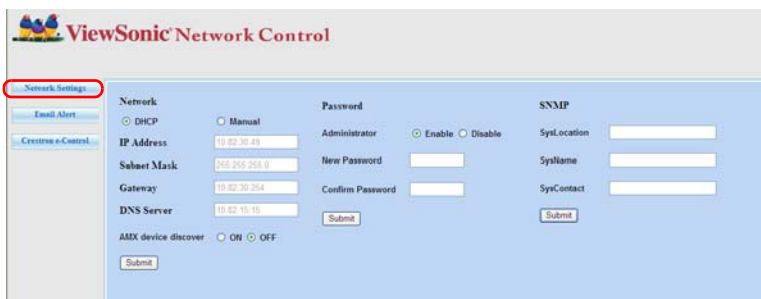 ViewSonic® Network Control
Network Settings
Email Alert
Crestron e-Control
Network
DHCP Manual
IP Address 10.82.30.49
Subnet Mask 255.255.255.0
Gateway 10.82.30.254
DNS Server 10.82.15.15
AMX device discover ON OFF
Submit
Password
Administrator Enable Disable
New Password
Confirm Password
Submit
SNMP
SysLocation
SysName
SysContact
Submit